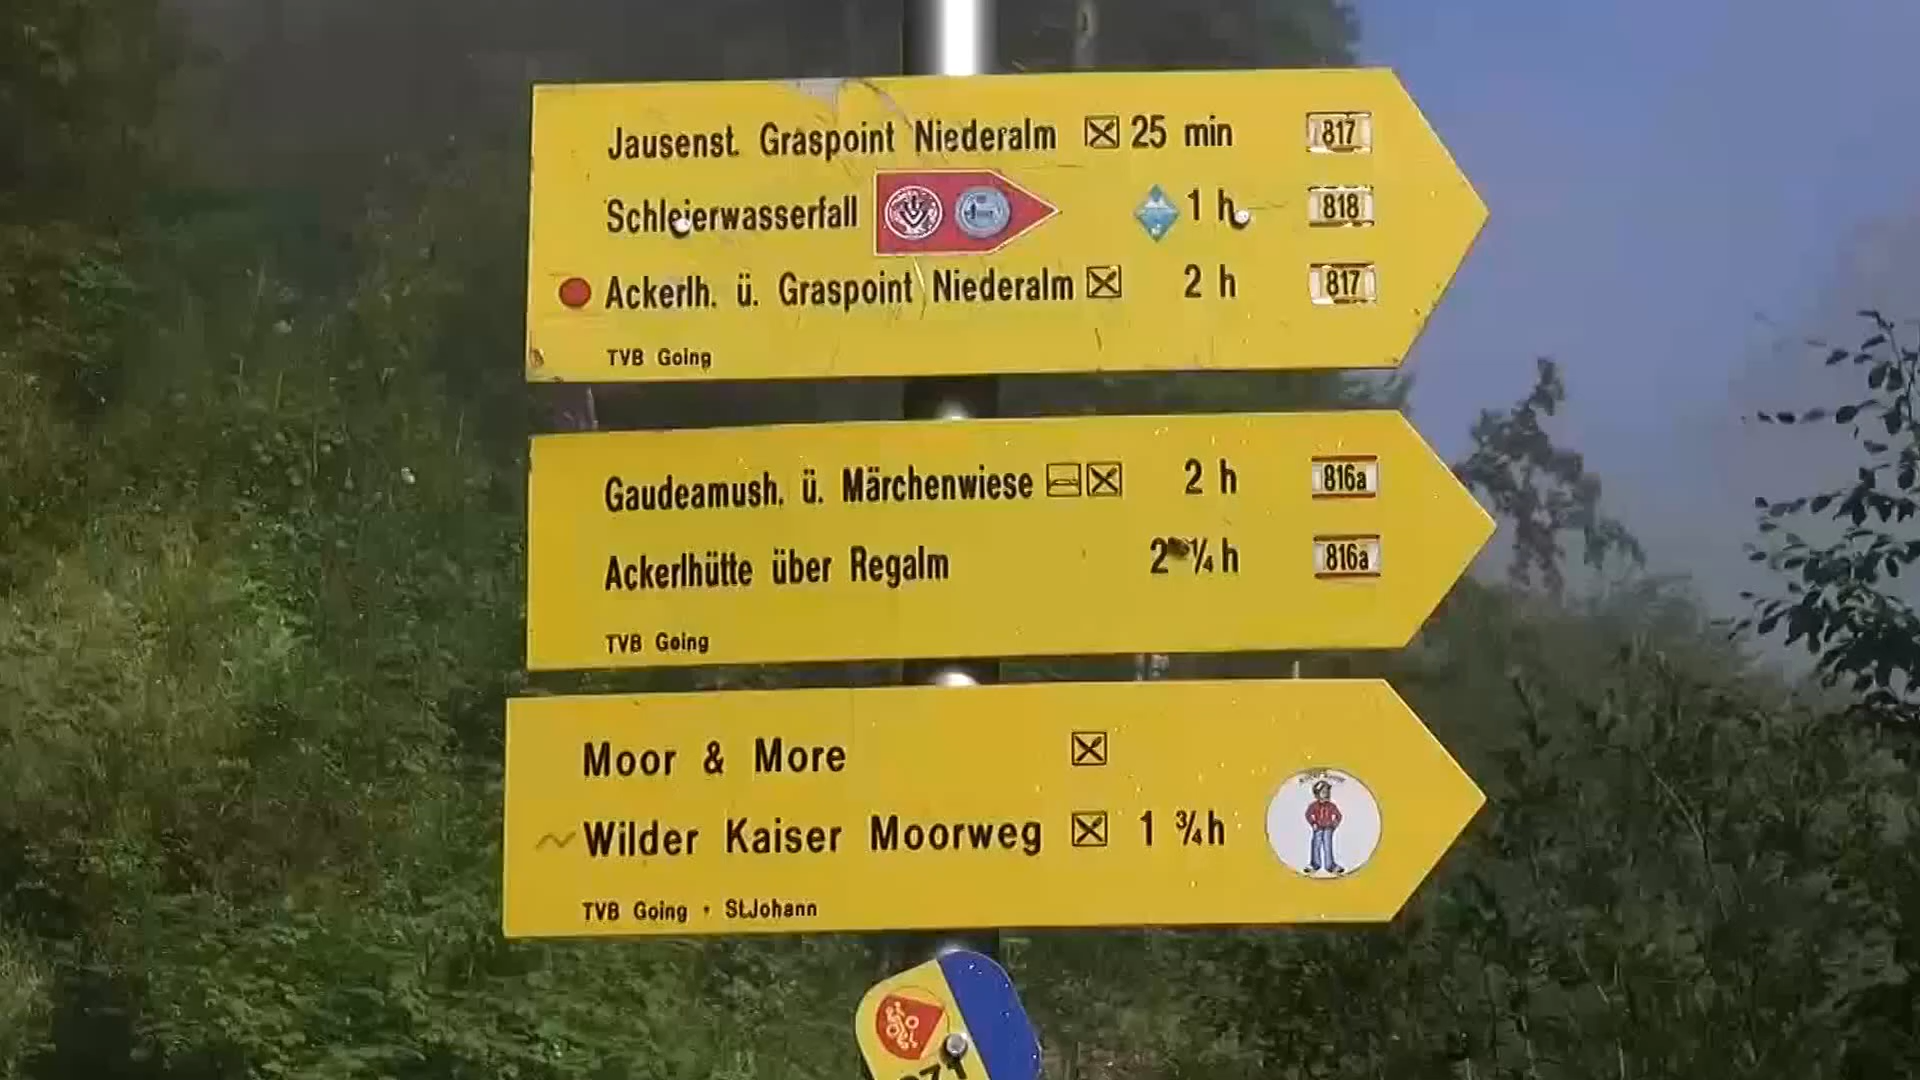 Jausenst. Graspoint Niederalm 25 min 817
Schleierwasserfall 1 h 818
Ackerlh. ü. Graspoint Niederalm 2 h 817
TVB Going
Gaudeamush. ü. Märchenwiese 2 h 816a
Ackerlhütte über Regalm 2 ¼ h 816a
TVB Going
Moor & More
Wilder Kaiser Moorweg 1 ¾ h
TVB Going · St.Johann